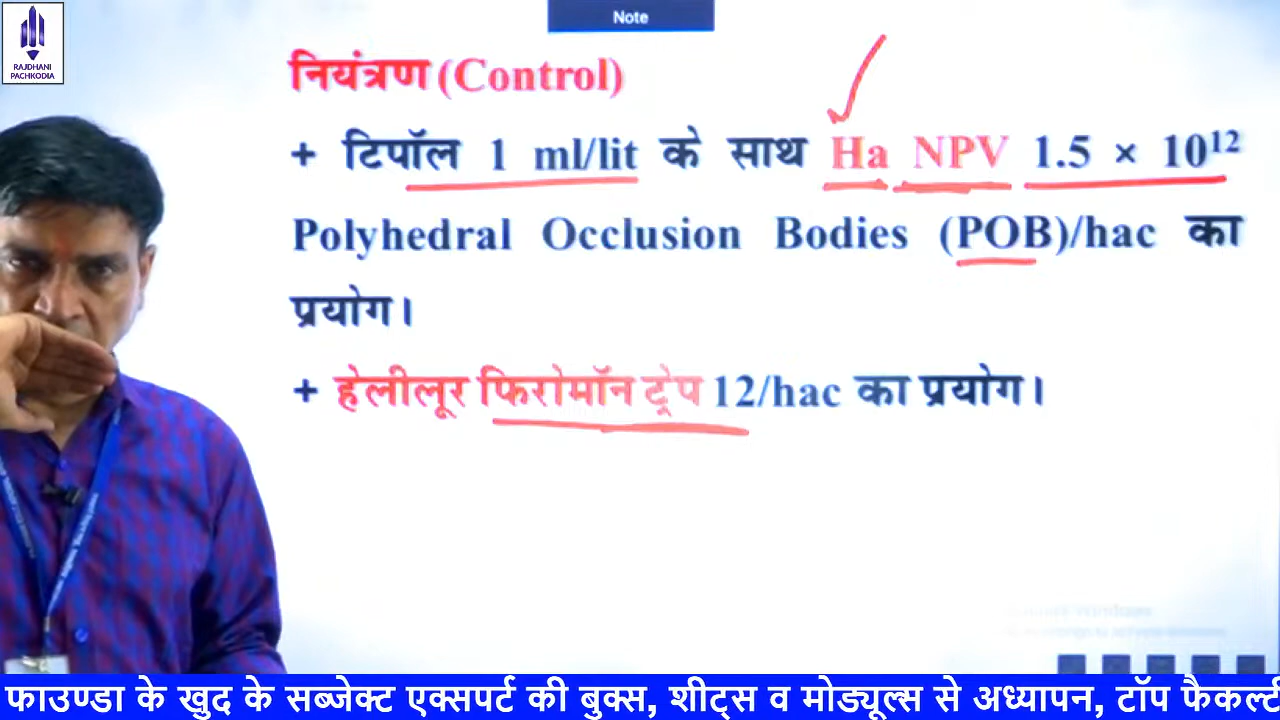 Note
RAJDHANI
PACHKODIA
नियंत्रण (Control)
+ टिपॉल 1 ml/lit के साथ Ha NPV 1.5 × 10¹²
Polyhedral Occlusion Bodies (POB)/hac का
प्रयोग।
+ हेलीलूर फिरोमॉन ट्रेप 12/hac का प्रयोग।
फाउण्डा के खुद के सब्जेक्ट एक्सपर्ट की बुक्स, शीट्स व मोड्यूल्स से अध्यापन, टॉप फैकल्टी